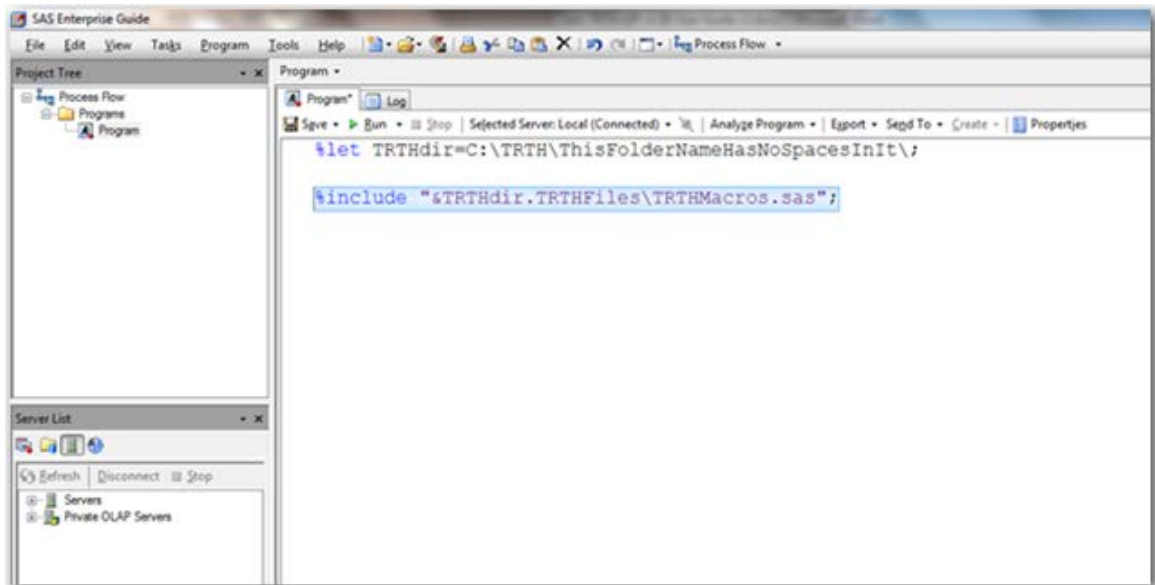 SAS Enterprise Guide
File Edit View Tasks Program Tools Help Process Flow
Project Tree
Process Flow
Programs
Program
Program
Program* Log
Save Run Stop Selected Server: Local (Connected) Analyze Program Export Send To Create Properties
%let TRTHdir=C:\TRTH\ThisFolderNameHasNoSpacesInIt\;
%include "&TRTHdir.TRTHFiles\TRTHMacros.sas";
Server List
Refresh Disconnect Stop
Servers
Private OLAP Servers